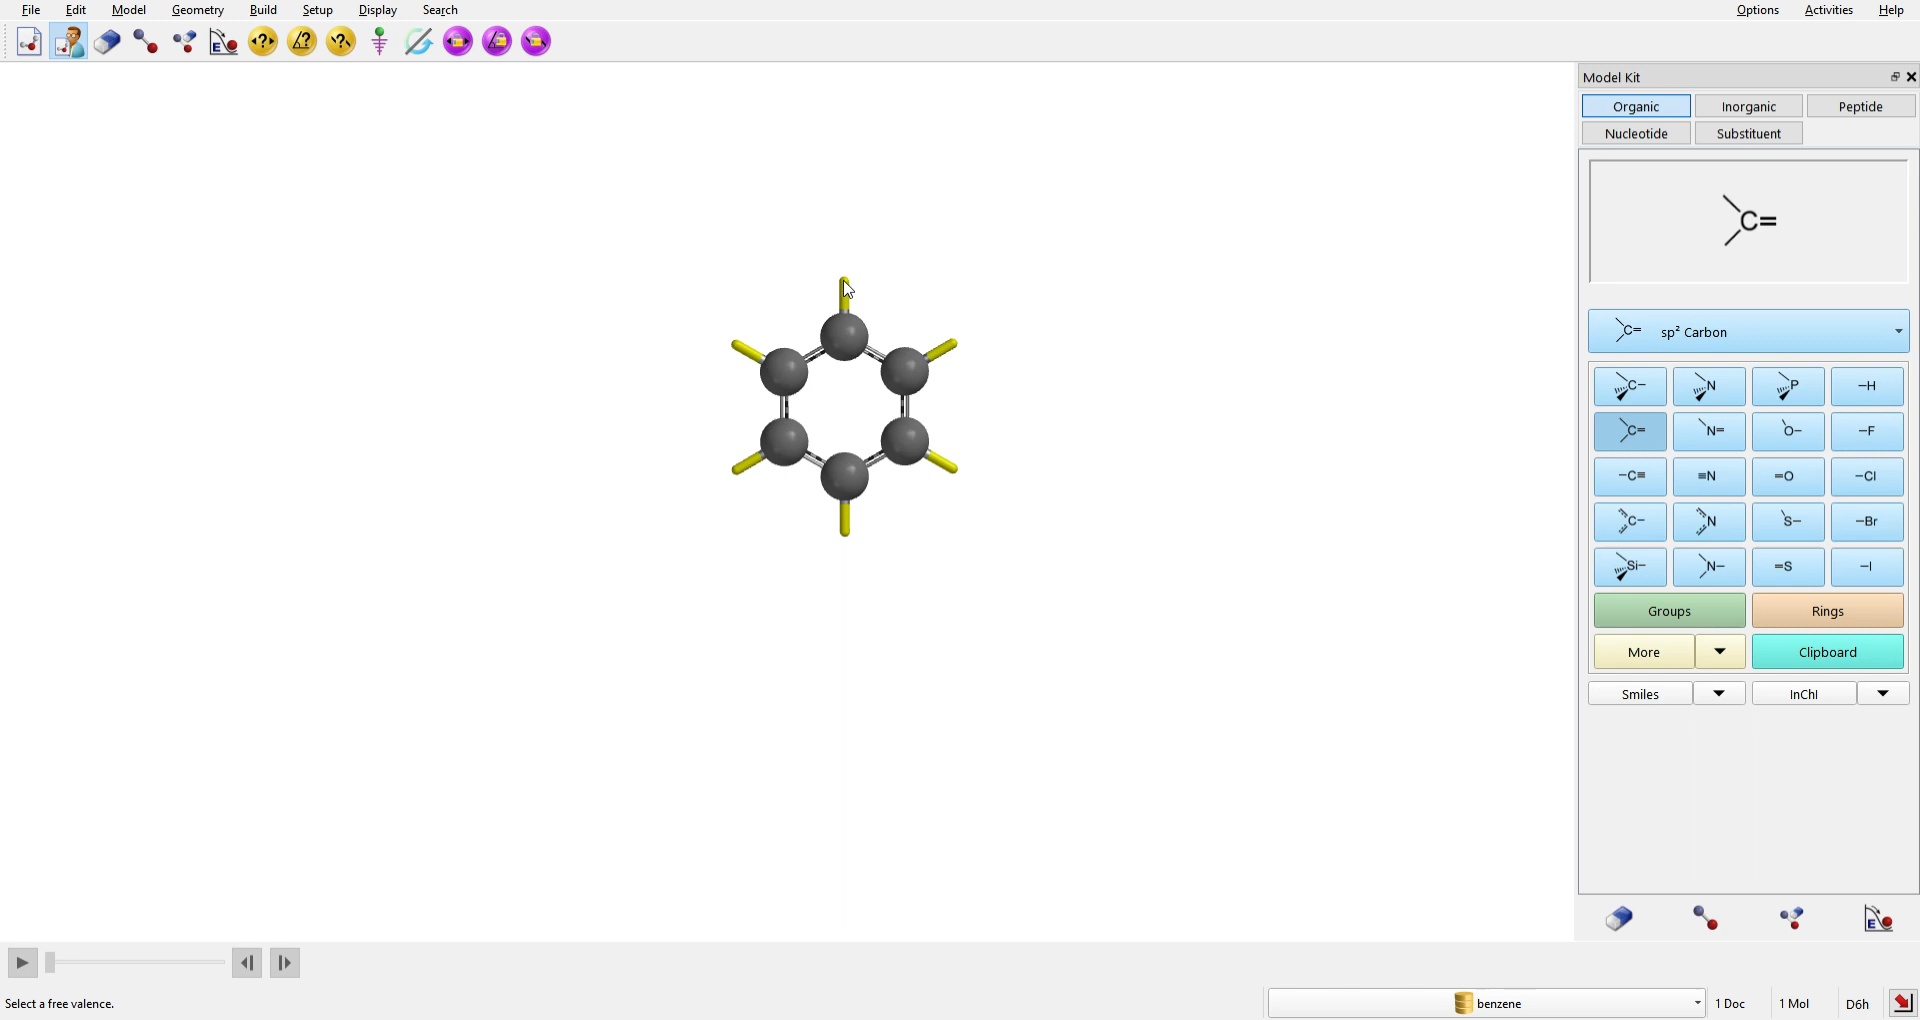 File Edit Model Geometry Build Setup Display Search Options Activities Help
Model Kit
Organic Inorganic Peptide
Nucleotide Substituent
C=
C= sp² Carbon
C- N P -H
C= N= O- -F
-C≡ ≡N =O -Cl
C- N S- -Br
Si- N- =S -I
Groups Rings
More Clipboard
Smiles InChI
Select a free valence. benzene 1 Doc 1 Mol D6h